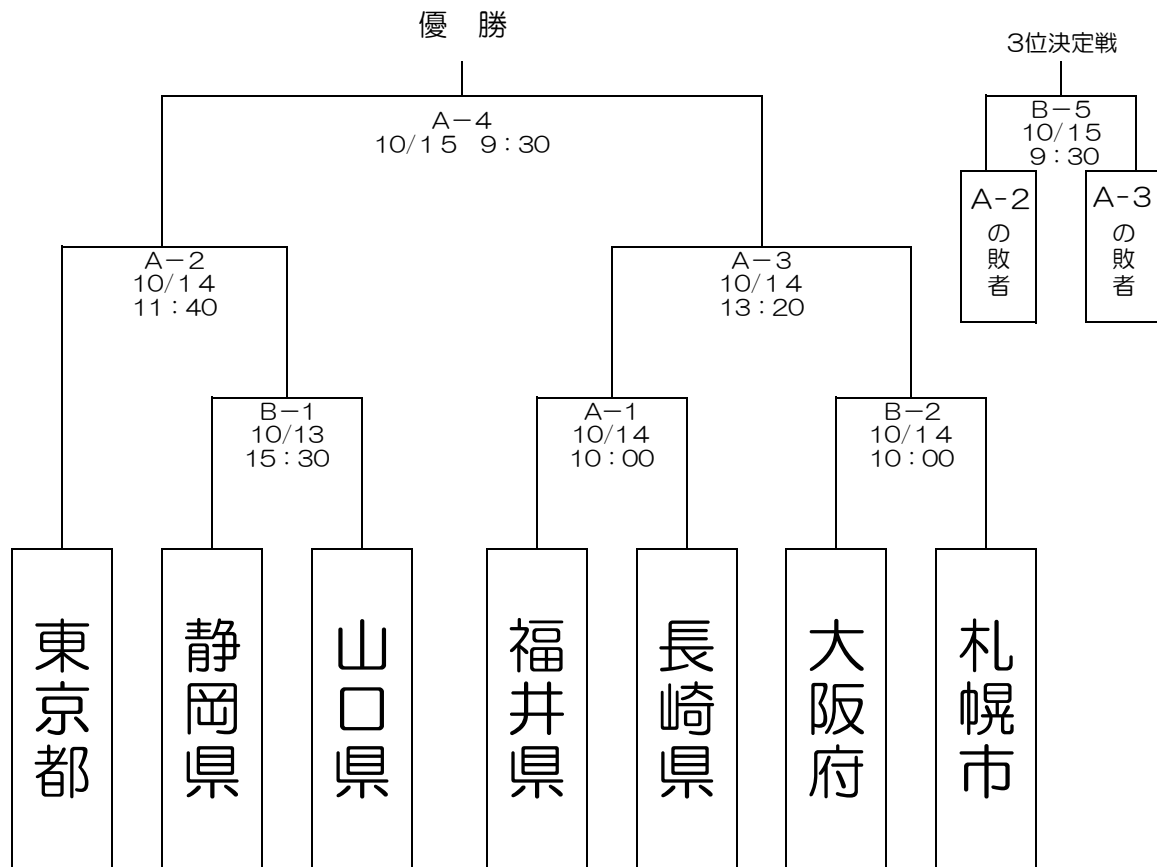 優　勝
3位決定戦
A－4
10/15　9：30
B－5
10/15
9：30
A-2
の敗者
A-3
の敗者
A－2
10/14
11：40
A－3
10/14
13：20
B－1
10/13
15：30
A－1
10/14
10：00
B－2
10/14
10：00
東京都
静岡県
山口県
福井県
長崎県
大阪府
札幌市